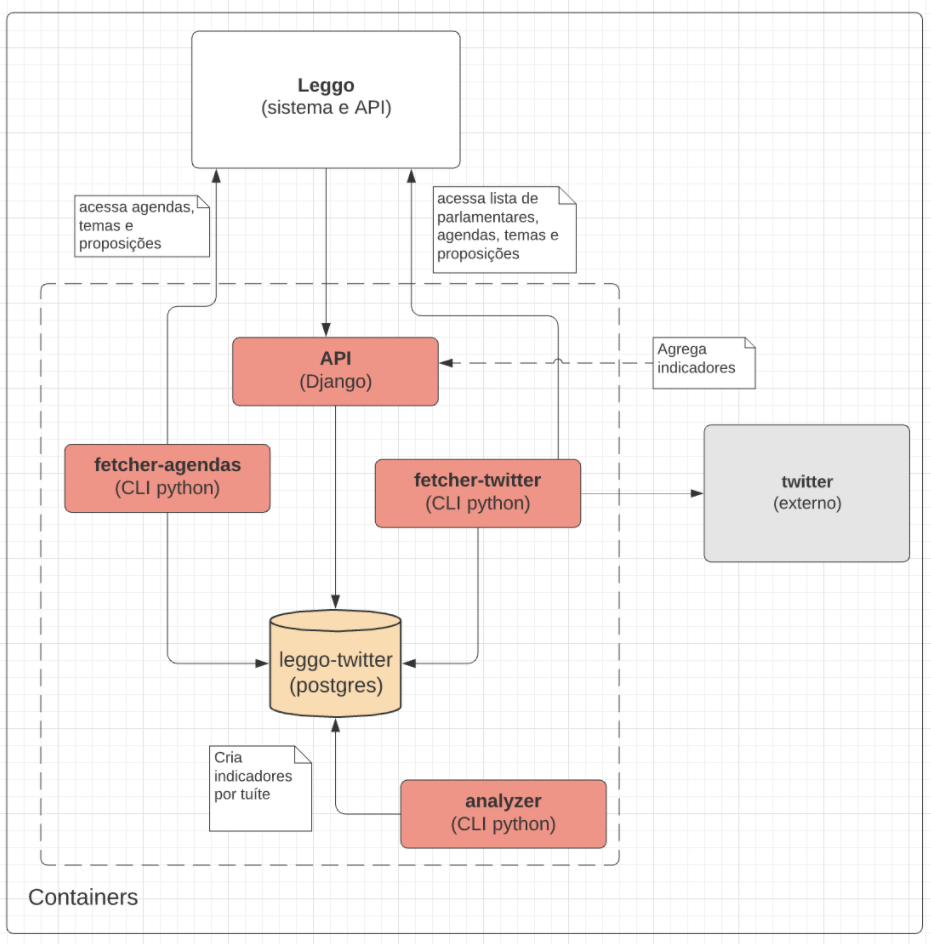 Leggo
(sistema e API)
acessa agendas,
temas e
proposições
acessa lista de
parlamentares,
agendas, temas e
proposições
API
(Django)
Agrega
indicadores
fetcher-agendas
(CLI python)
fetcher-twitter
(CLI python)
twitter
(externo)
leggo-twitter
(postgres)
Cria
indicadores
por tuíte
analyzer
(CLI python)
Containers